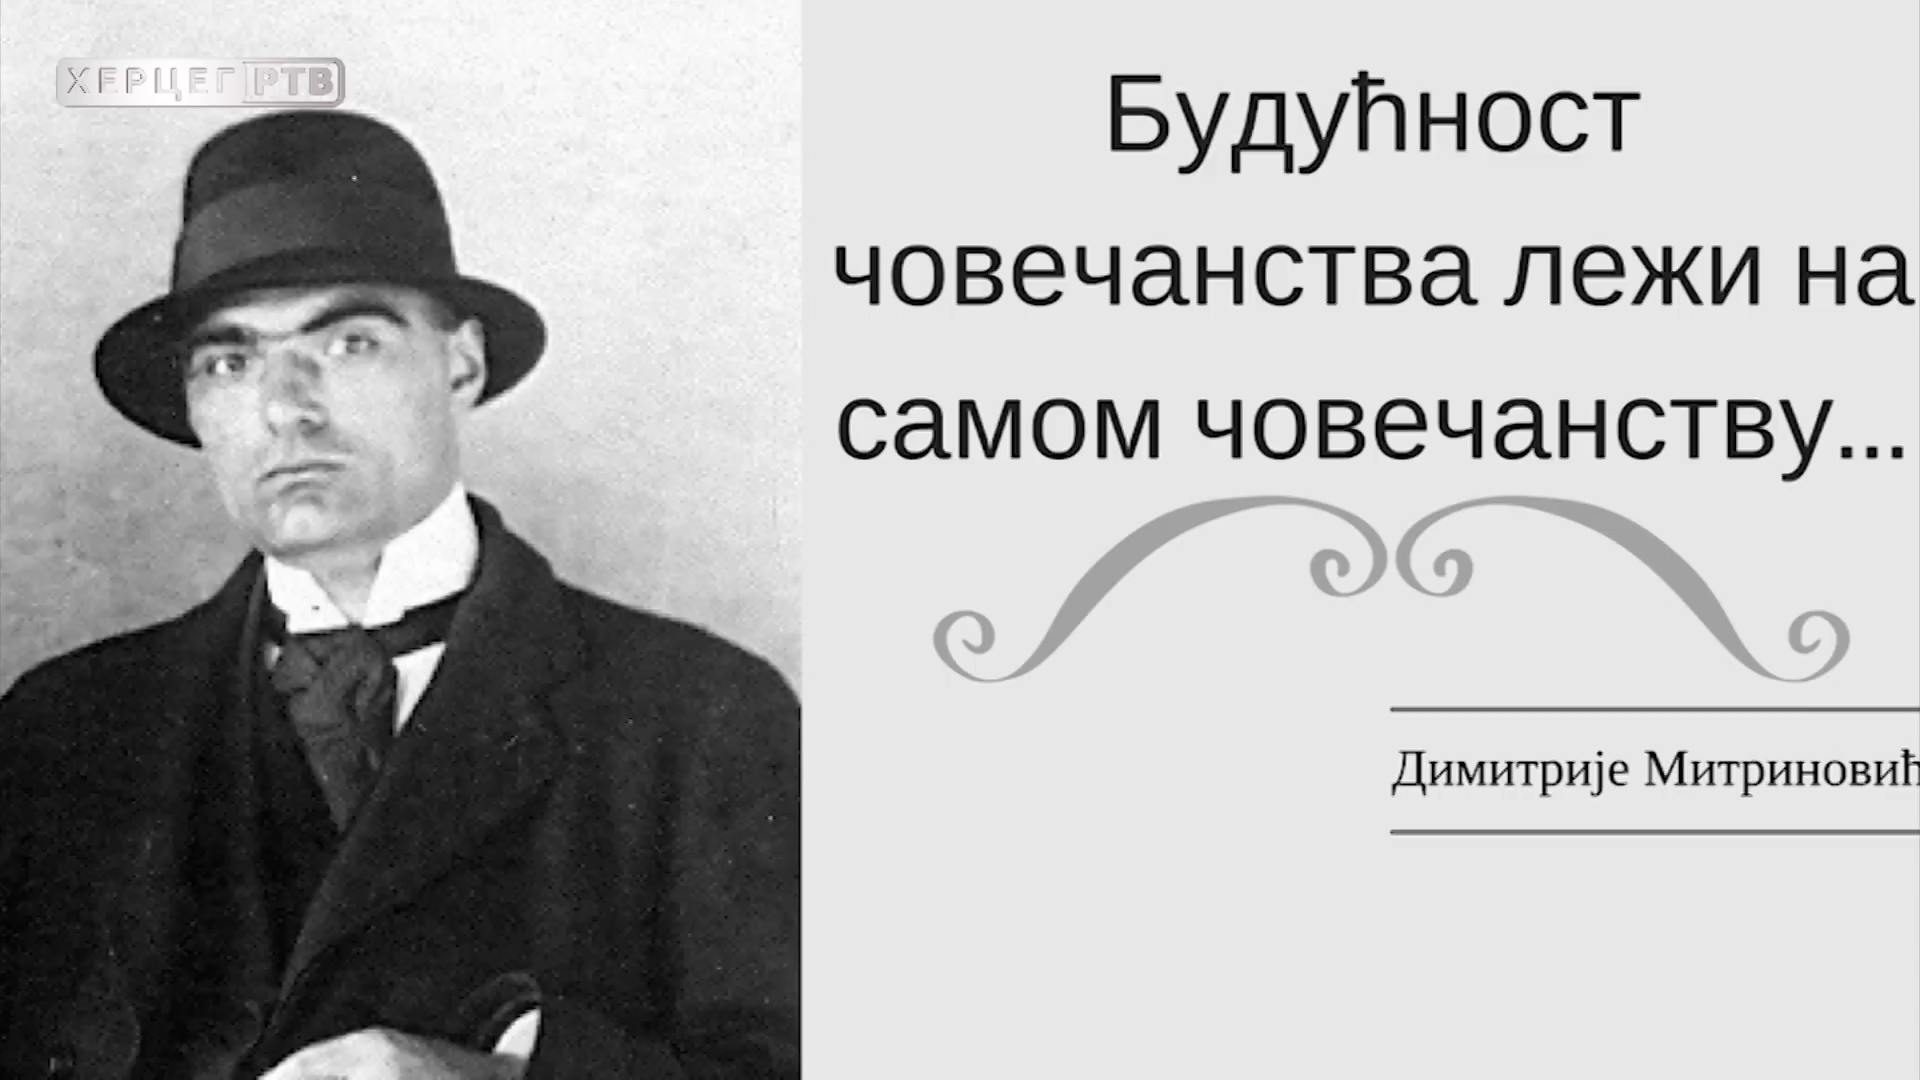 ХЕРЦЕГ РТВ
Будућност
човечанства лежи на
самом човечанству...
Димитрије Митриновић